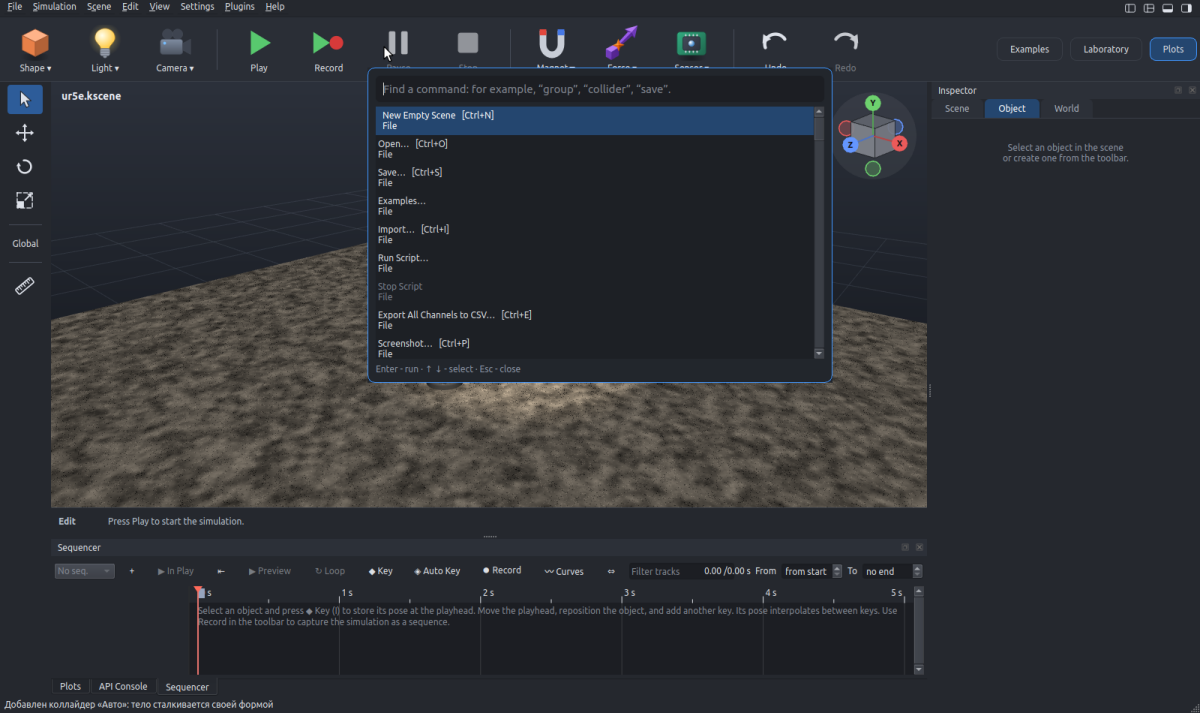 File Simulation Scene Edit View Settings Plugins Help
Shape ▾ Light ▾ Camera ▾ Play Record Pause Stop Magnet ▾ Force ▾ Sensor ▾ Undo Redo
Examples Laboratory Plots
ur5e.kscene
Global
Find a command: for example, "group", "collider", "save".
New Empty Scene [Ctrl+N]
File
Open... [Ctrl+O]
File
Save... [Ctrl+S]
File
Examples...
File
Import... [Ctrl+I]
File
Run Script...
File
Stop Script
File
Export All Channels to CSV... [Ctrl+E]
File
Screenshot... [Ctrl+P]
File
Enter - run · ↑ ↓ - select · Esc - close
Y
Z X
Inspector
Scene Object World
Select an object in the scene
or create one from the toolbar.
Edit Press Play to start the simulation.
Sequencer
No seq. + ▶ In Play ⇤ ▶ Preview ↻ Loop ◆ Key ◈ Auto Key ● Record Curves ⇔ Filter tracks 0.00 /0.00 s From from start To no end
s 1 s 2 s 3 s 4 s 5 s
Select an object and press ◆ Key (I) to store its pose at the playhead. Move the playhead, reposition the object, and add another key. Its pose interpolates between keys. Use
Record in the toolbar to capture the simulation as a sequence.
Plots API Console Sequencer
Добавлен коллайдер «Авто»: тело сталкивается своей формой